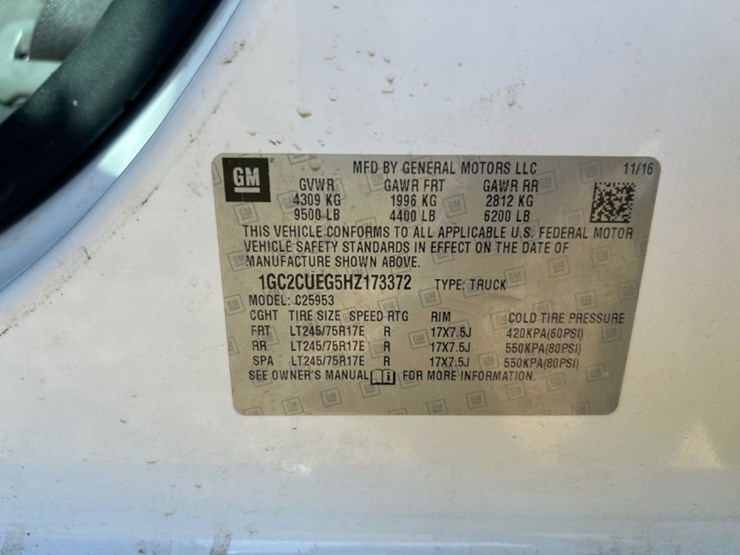 GM MFD BY GENERAL MOTORS LLC 11/16
GVWR GAWR FRT GAWR RR
4309 KG 1996 KG 2812 KG
9500 LB 4400 LB 6200 LB
THIS VEHICLE CONFORMS TO ALL APPLICABLE U.S. FEDERAL MOTOR
VEHICLE SAFETY STANDARDS IN EFFECT ON THE DATE OF
MANUFACTURE SHOWN ABOVE.
1GC2CUEG5HZ173372 TYPE: TRUCK
MODEL: C25953
CGHT TIRE SIZE SPEED RTG RIM COLD TIRE PRESSURE
FRT LT245/75R17E R 17X7.5J 420KPA(60PSI)
RR LT245/75R17E R 17X7.5J 550KPA(80PSI)
SPA LT245/75R17E R 17X7.5J 550KPA(80PSI)
SEE OWNER'S MANUAL i FOR MORE INFORMATION.